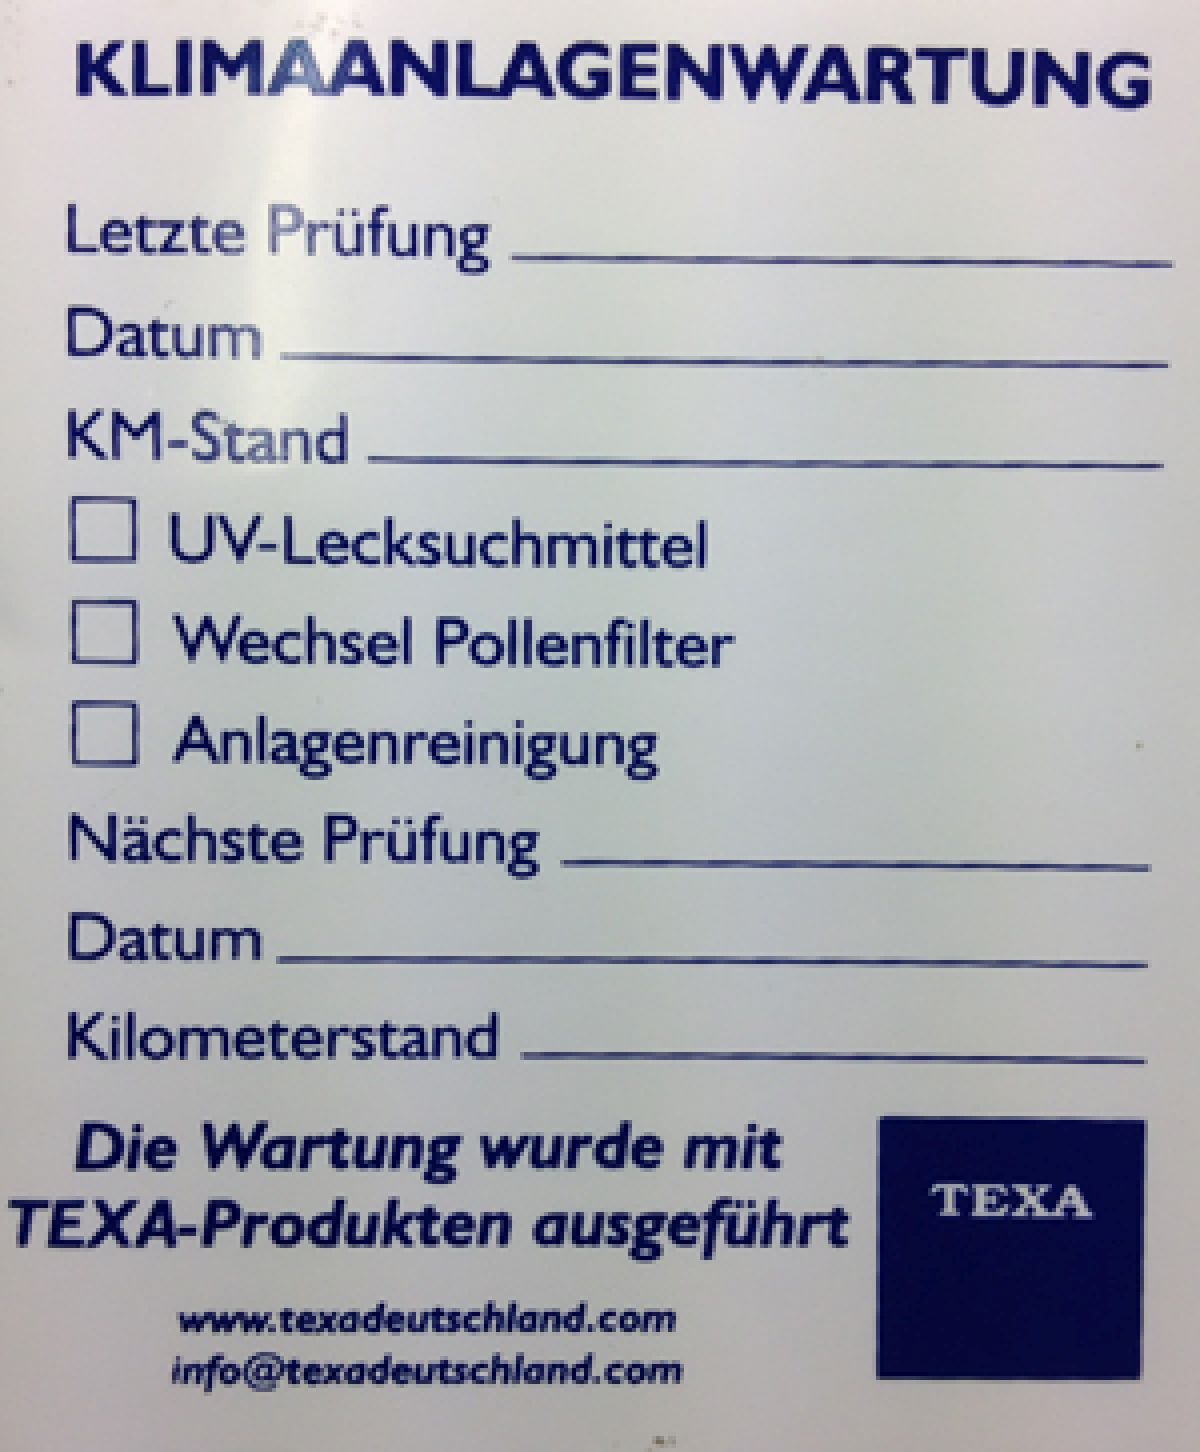 KLIMAANLAGENWARTUNG
Letzte Prüfung
Datum
KM-Stand
UV-Lecksuchmittel
Wechsel Pollenfilter
Anlagenreinigung
Nächste Prüfung
Datum
Kilometerstand
Die Wartung wurde mit
TEXA-Produkten ausgeführt
TEXA
www.texadeutschland.com
info@texadeutschland.com